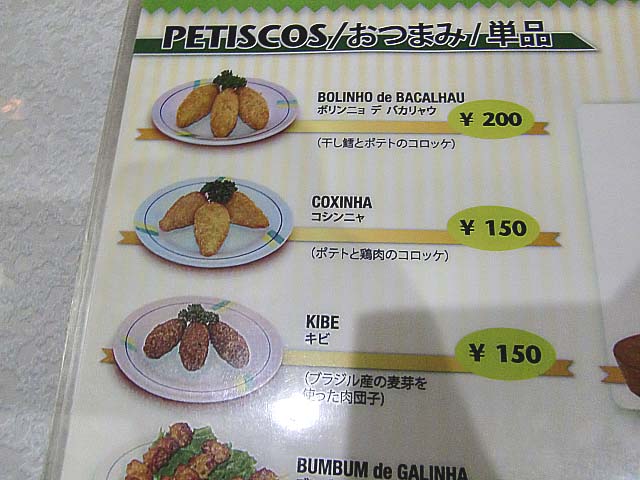 PETISCOS/おつまみ/単品
BOLINHO de BACALHAU
ボリンニョ デ バカリャウ
¥ 200
(干し鱈とポテトのコロッケ)
COXINHA
コシンニャ
¥ 150
(ポテトと鶏肉のコロッケ)
KIBE
キビ
¥ 150
(ブラジル産の麦芽を
使った肉団子)
BUMBUM de GALINHA